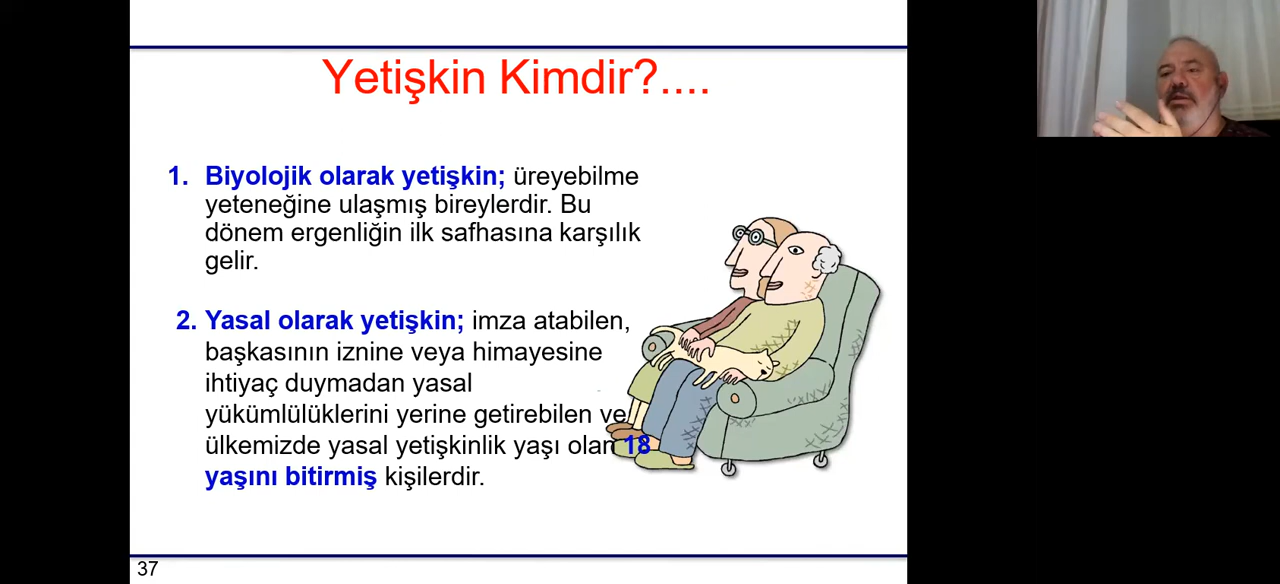 Yetişkin Kimdir?....
1. Biyolojik olarak yetişkin; üreyebilme
yeteneğine ulaşmış bireylerdir. Bu
dönem ergenliğin ilk safhasına karşılık
gelir.
2. Yasal olarak yetişkin; imza atabilen,
başkasının iznine veya himayesine
ihtiyaç duymadan yasal
yükümlülüklerini yerine getirebilen ve
ülkemizde yasal yetişkinlik yaşı olan 18
yaşını bitirmiş kişilerdir.
37